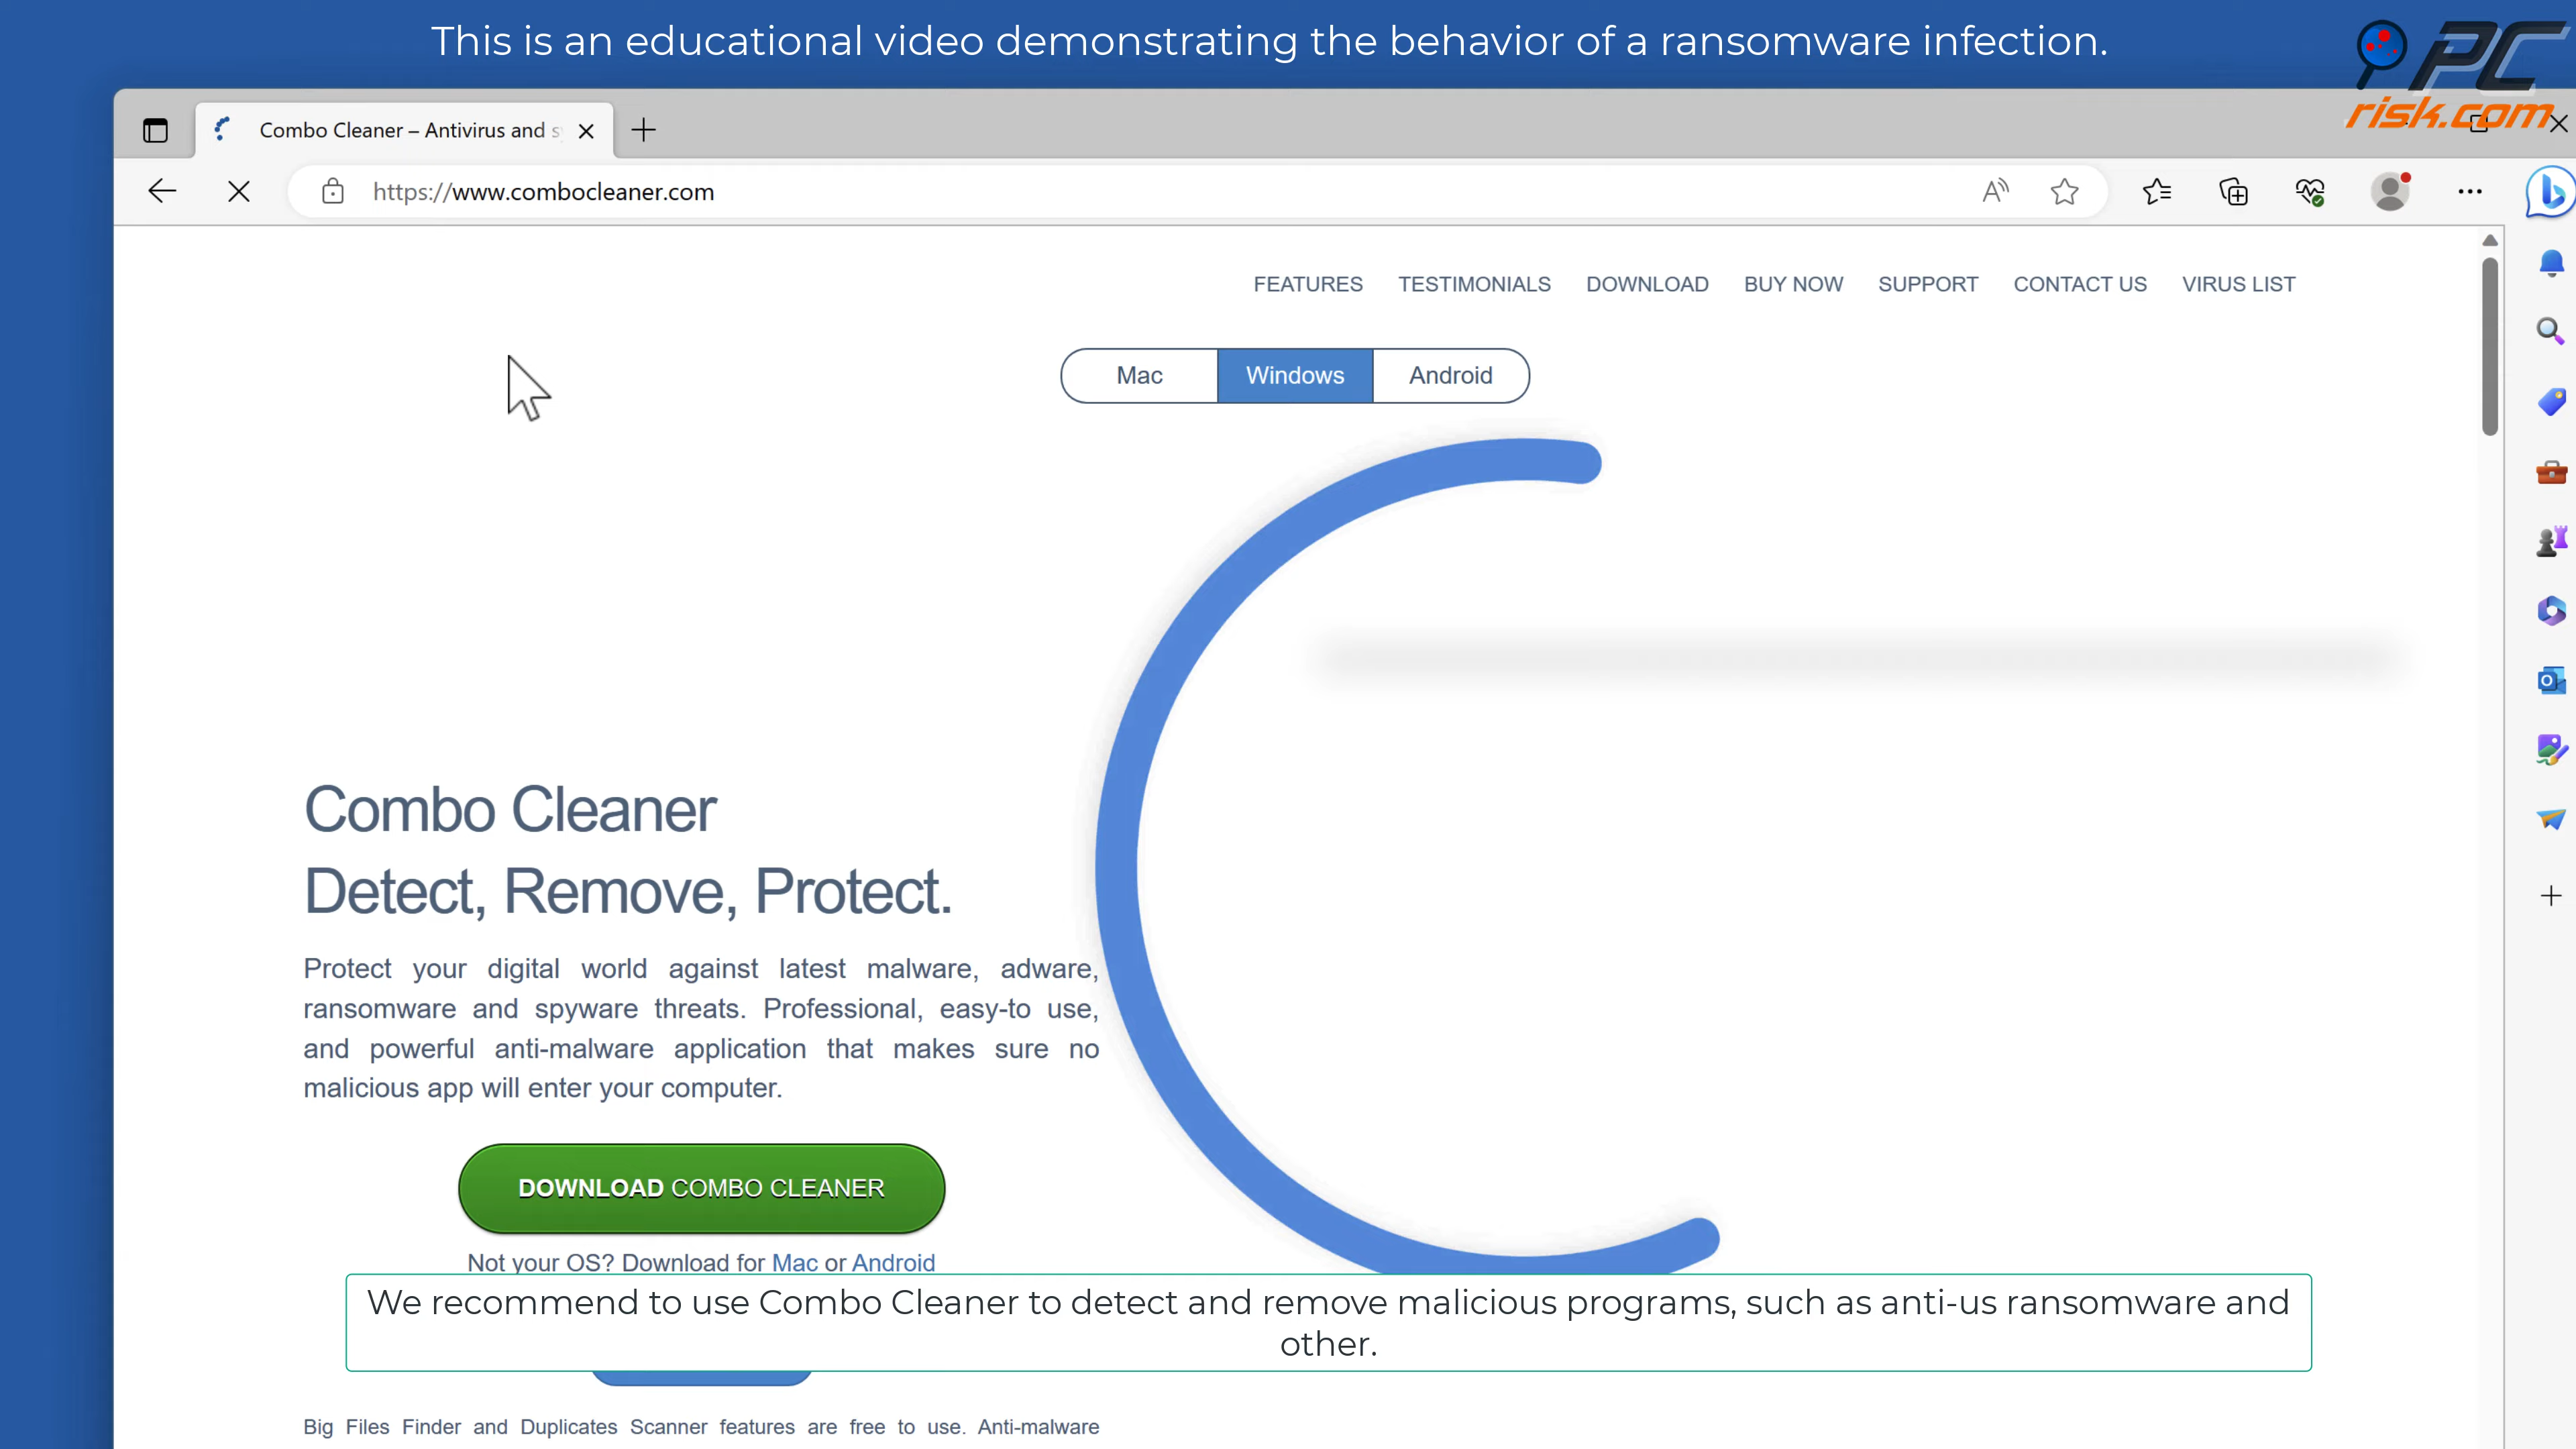 This is an educational video demonstrating the behavior of a ransomware infection.
PC
risk.com
Combo Cleaner – Antivirus and
https://www.combocleaner.com
FEATURES TESTIMONIALS DOWNLOAD BUY NOW SUPPORT CONTACT US VIRUS LIST
Mac Windows Android
Combo Cleaner
Detect, Remove, Protect.
Protect your digital world against latest malware, adware,
ransomware and spyware threats. Professional, easy-to use,
and powerful anti-malware application that makes sure no
malicious app will enter your computer.
DOWNLOAD COMBO CLEANER
Not your OS? Download for Mac or Android
We recommend to use Combo Cleaner to detect and remove malicious programs, such as anti-us ransomware and
other.
Big Files Finder and Duplicates Scanner features are free to use. Anti-malware